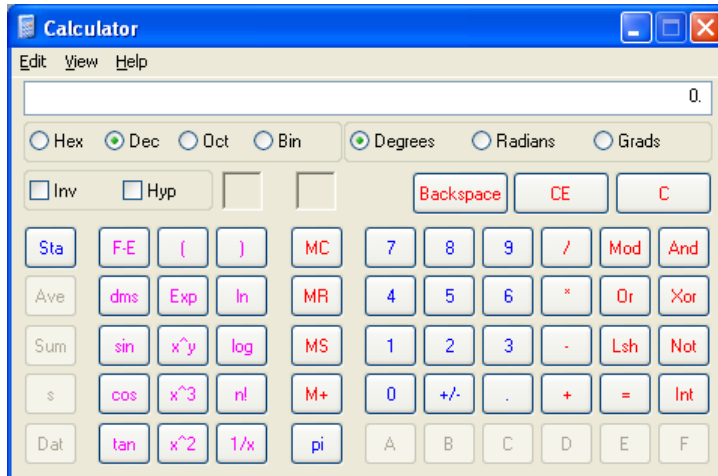 Calculator
Edit View Help
0.
Hex Dec Oct Bin Degrees Radians Grads
Inv Hyp Backspace CE C
Sta F-E ( ) MC 7 8 9 / Mod And
Ave dms Exp ln MR 4 5 6 * Or Xor
Sum sin x^y log MS 1 2 3 - Lsh Not
s cos x^3 n! M+ 0 +/- . + = Int
Dat tan x^2 1/x pi A B C D E F